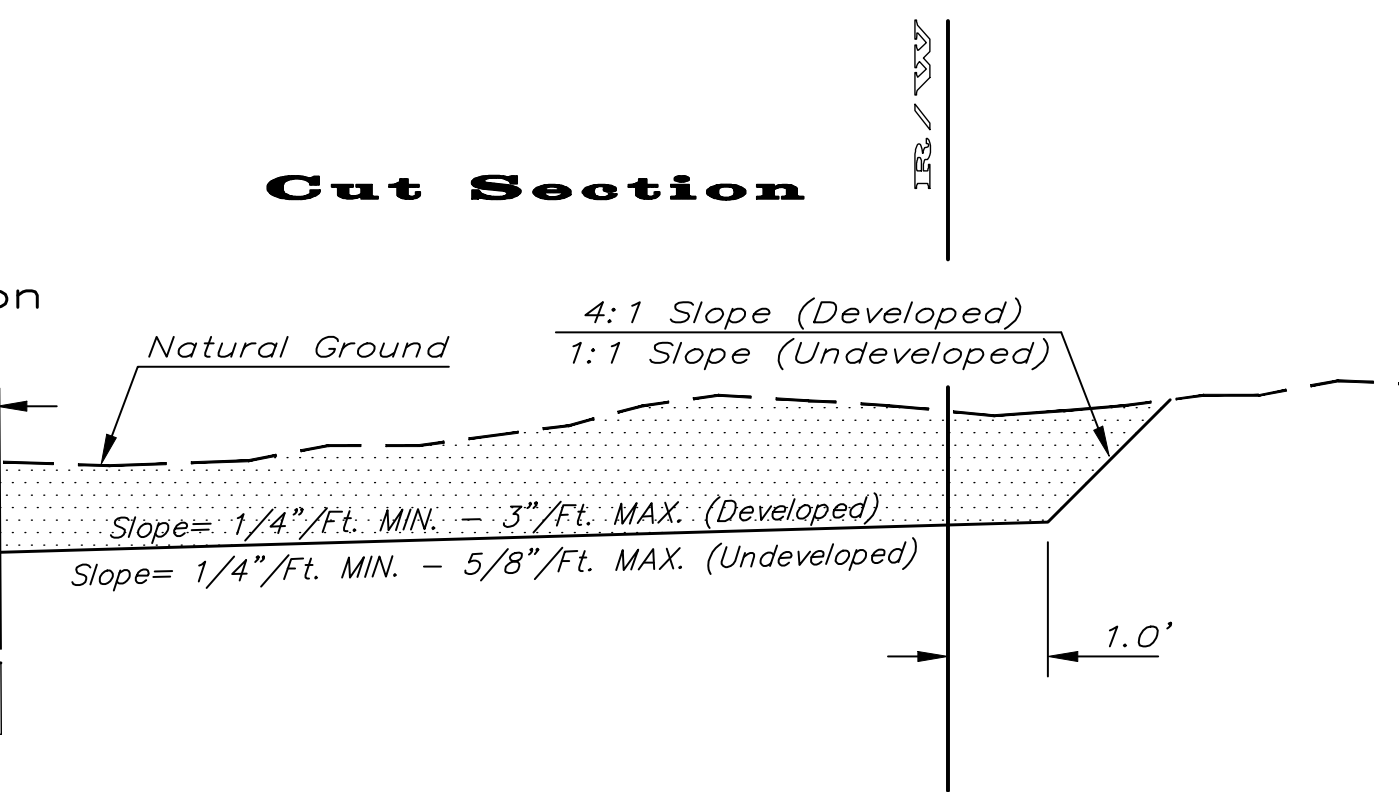 R/W
Cut Section
on
4:1 Slope (Developed)
1:1 Slope (Undeveloped)
Natural Ground
Slope= 1/4"/Ft. MIN. - 3"/Ft. MAX. (Developed)
Slope= 1/4"/Ft. MIN. - 5/8"/Ft. MAX. (Undeveloped)
1.0'